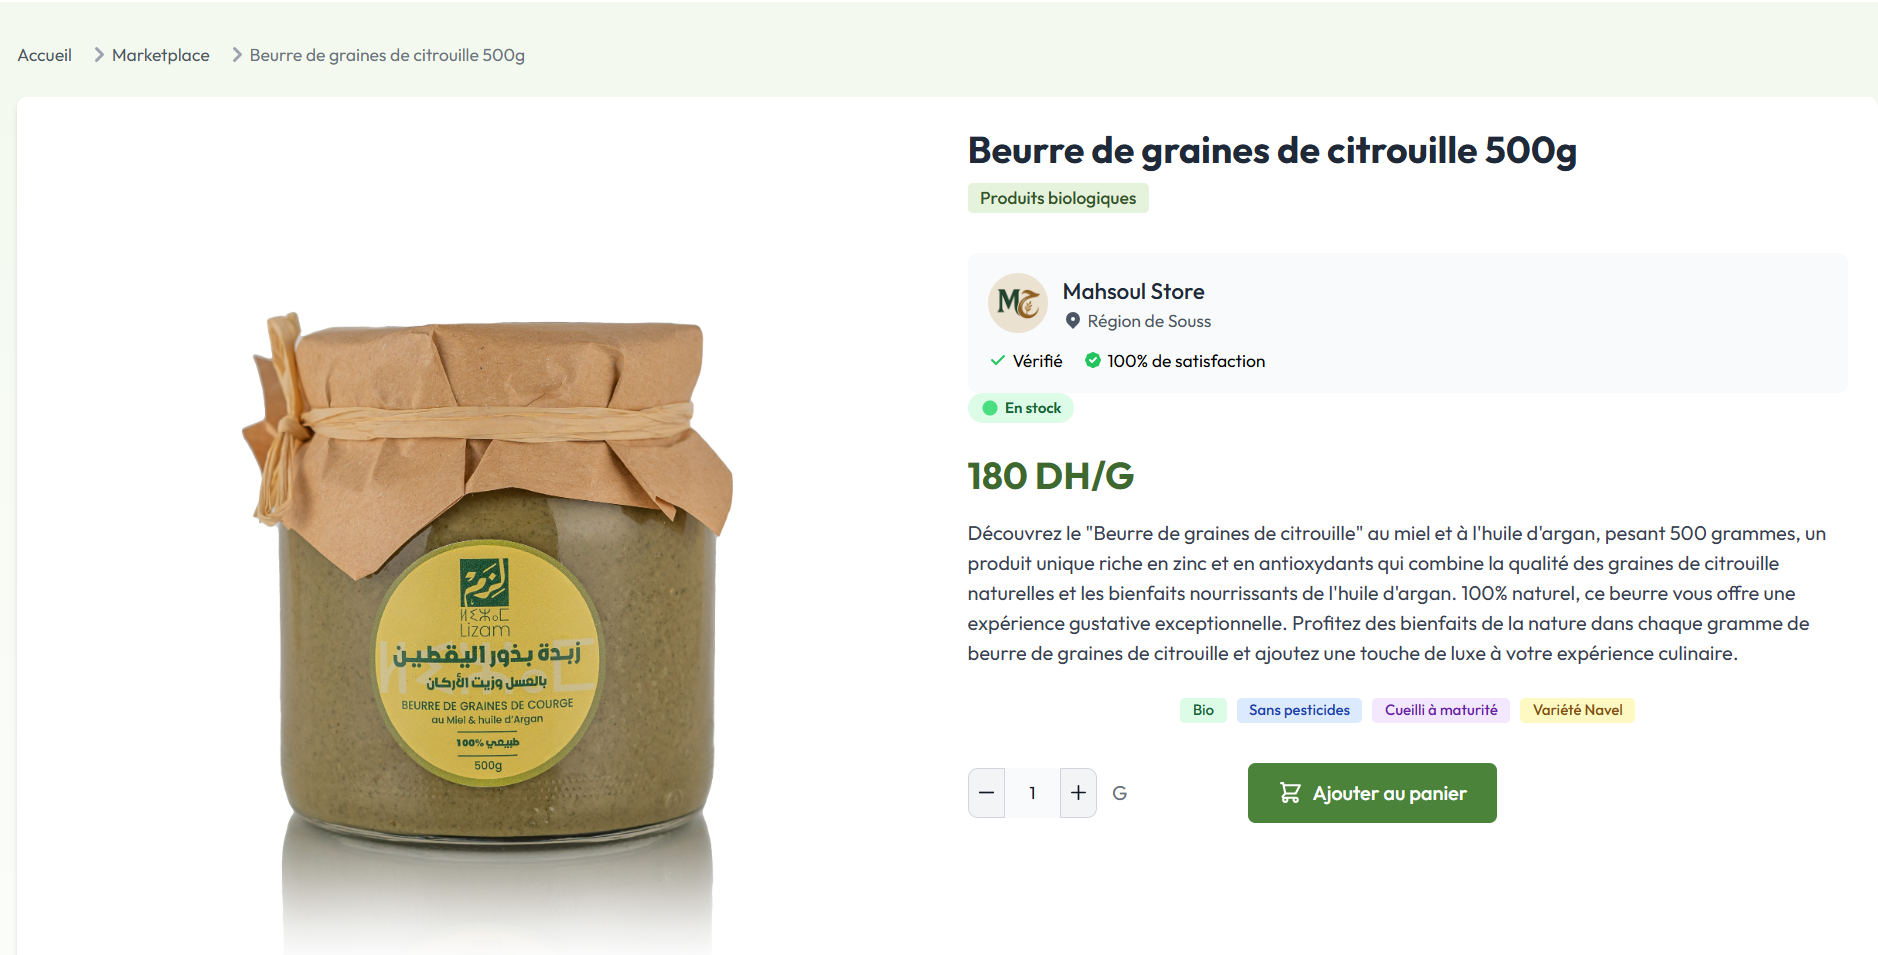 Accueil
Marketplace
Beurre de graines de citrouille 500g
Beurre de graines de citrouille 500g
Produits biologiques
Mahsoul Store
Région de Souss
Vérifié
100% de satisfaction
En stock
180 DH/G
Découvrez le "Beurre de graines de citrouille" au miel et à l'huile d'argan, pesant 500 grammes, un
produit unique riche en zinc et en antioxydants qui combine la qualité des graines de citrouille
naturelles et les bienfaits nourrissants de l'huile d'argan. 100% naturel, ce beurre vous offre une
expérience gustative exceptionnelle. Profitez des bienfaits de la nature dans chaque gramme de
beurre de graines de citrouille et ajoutez une touche de luxe à votre expérience culinaire.
Bio
Sans pesticides
Cueilli à maturité
Variété Navel
1
G
Ajouter au panier
ⵍⵉⵣⴰⵎ
Lizam
زبدة بذور اليقطين
بالعسل وزيت الأركان
BEURRE DE GRAINES DE COURGE
au Miel & huile d'Argan
100% طبيعي
500g